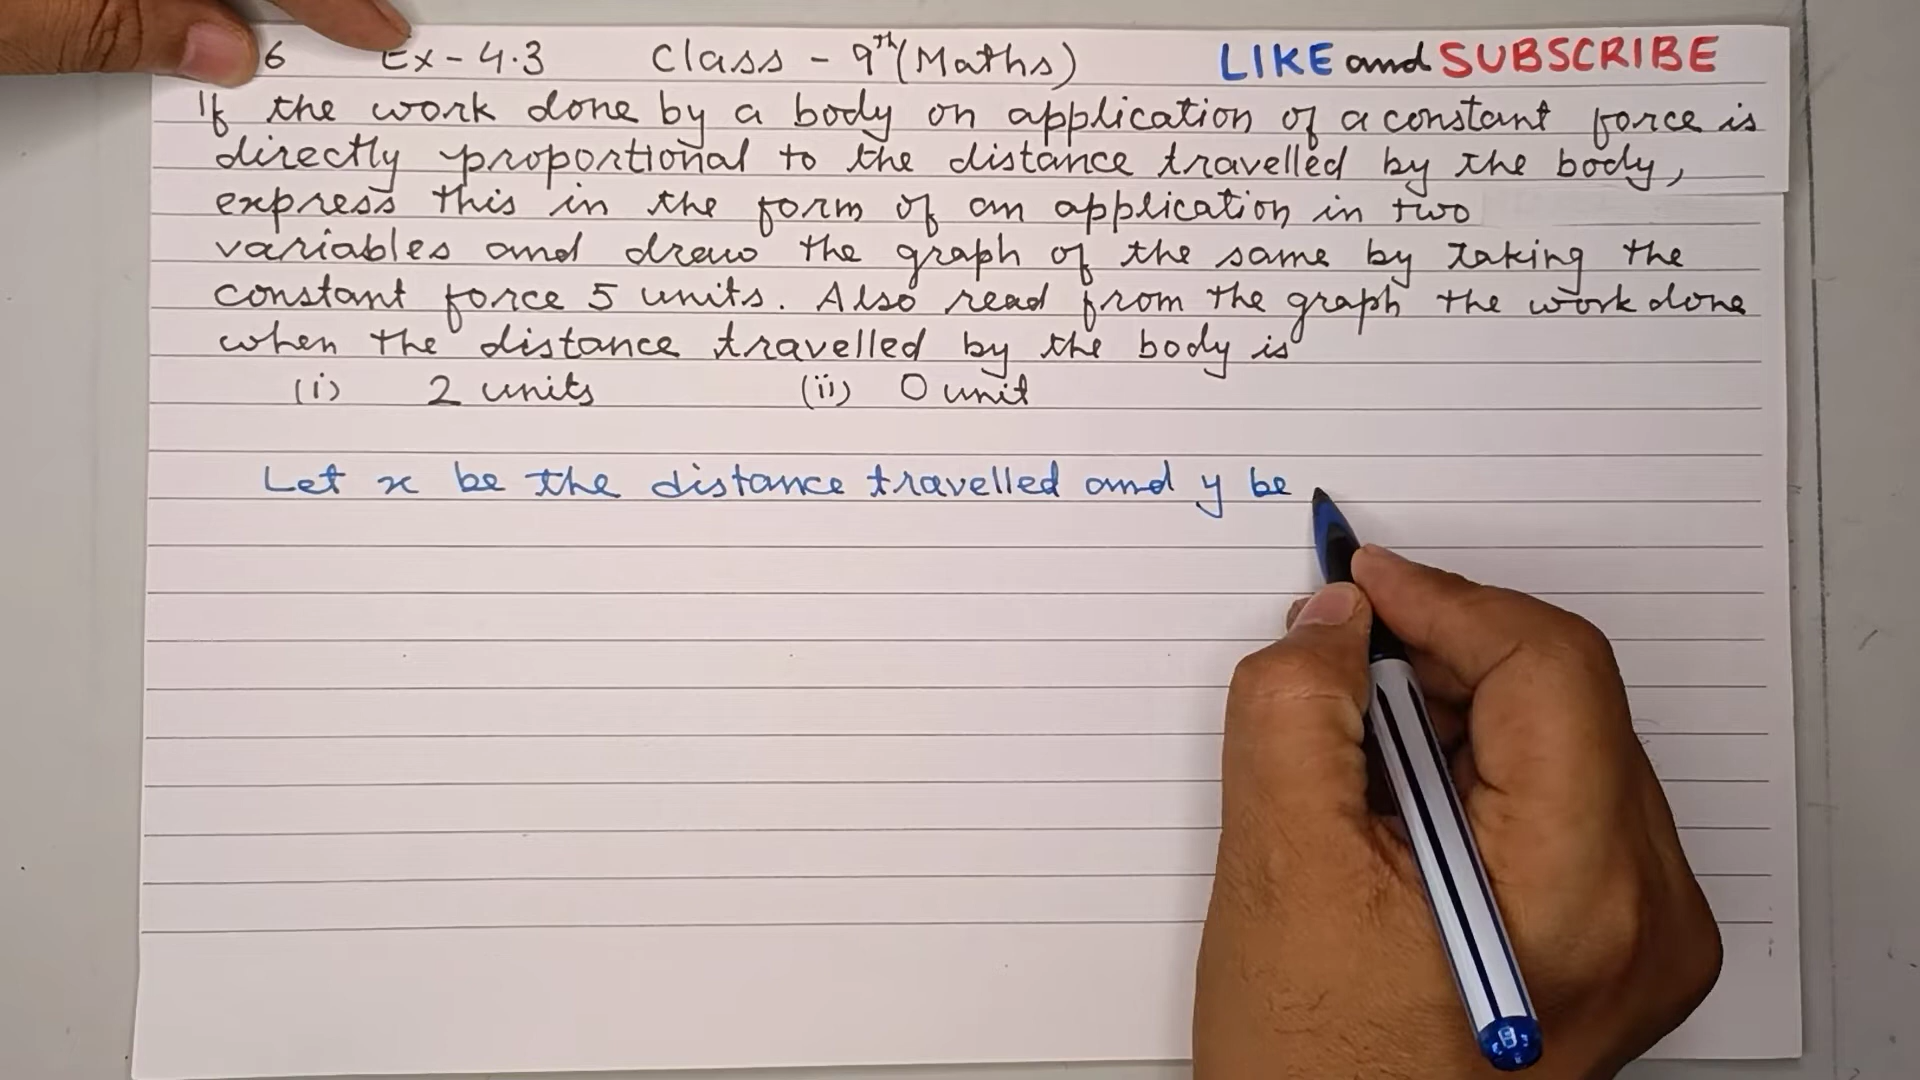 6 Ex - 4.3 Class - 9th (Maths) LIKE and SUBSCRIBE
If the work done by a body on application of a constant force is
directly proportional to the distance travelled by the body,
express this in the form of an application in two
variables and draw the graph of the same by taking the
constant force 5 units. Also read from the graph the work done
when the distance travelled by the body is
(i) 2 units (ii) 0 unit
Let x be the distance travelled and y be